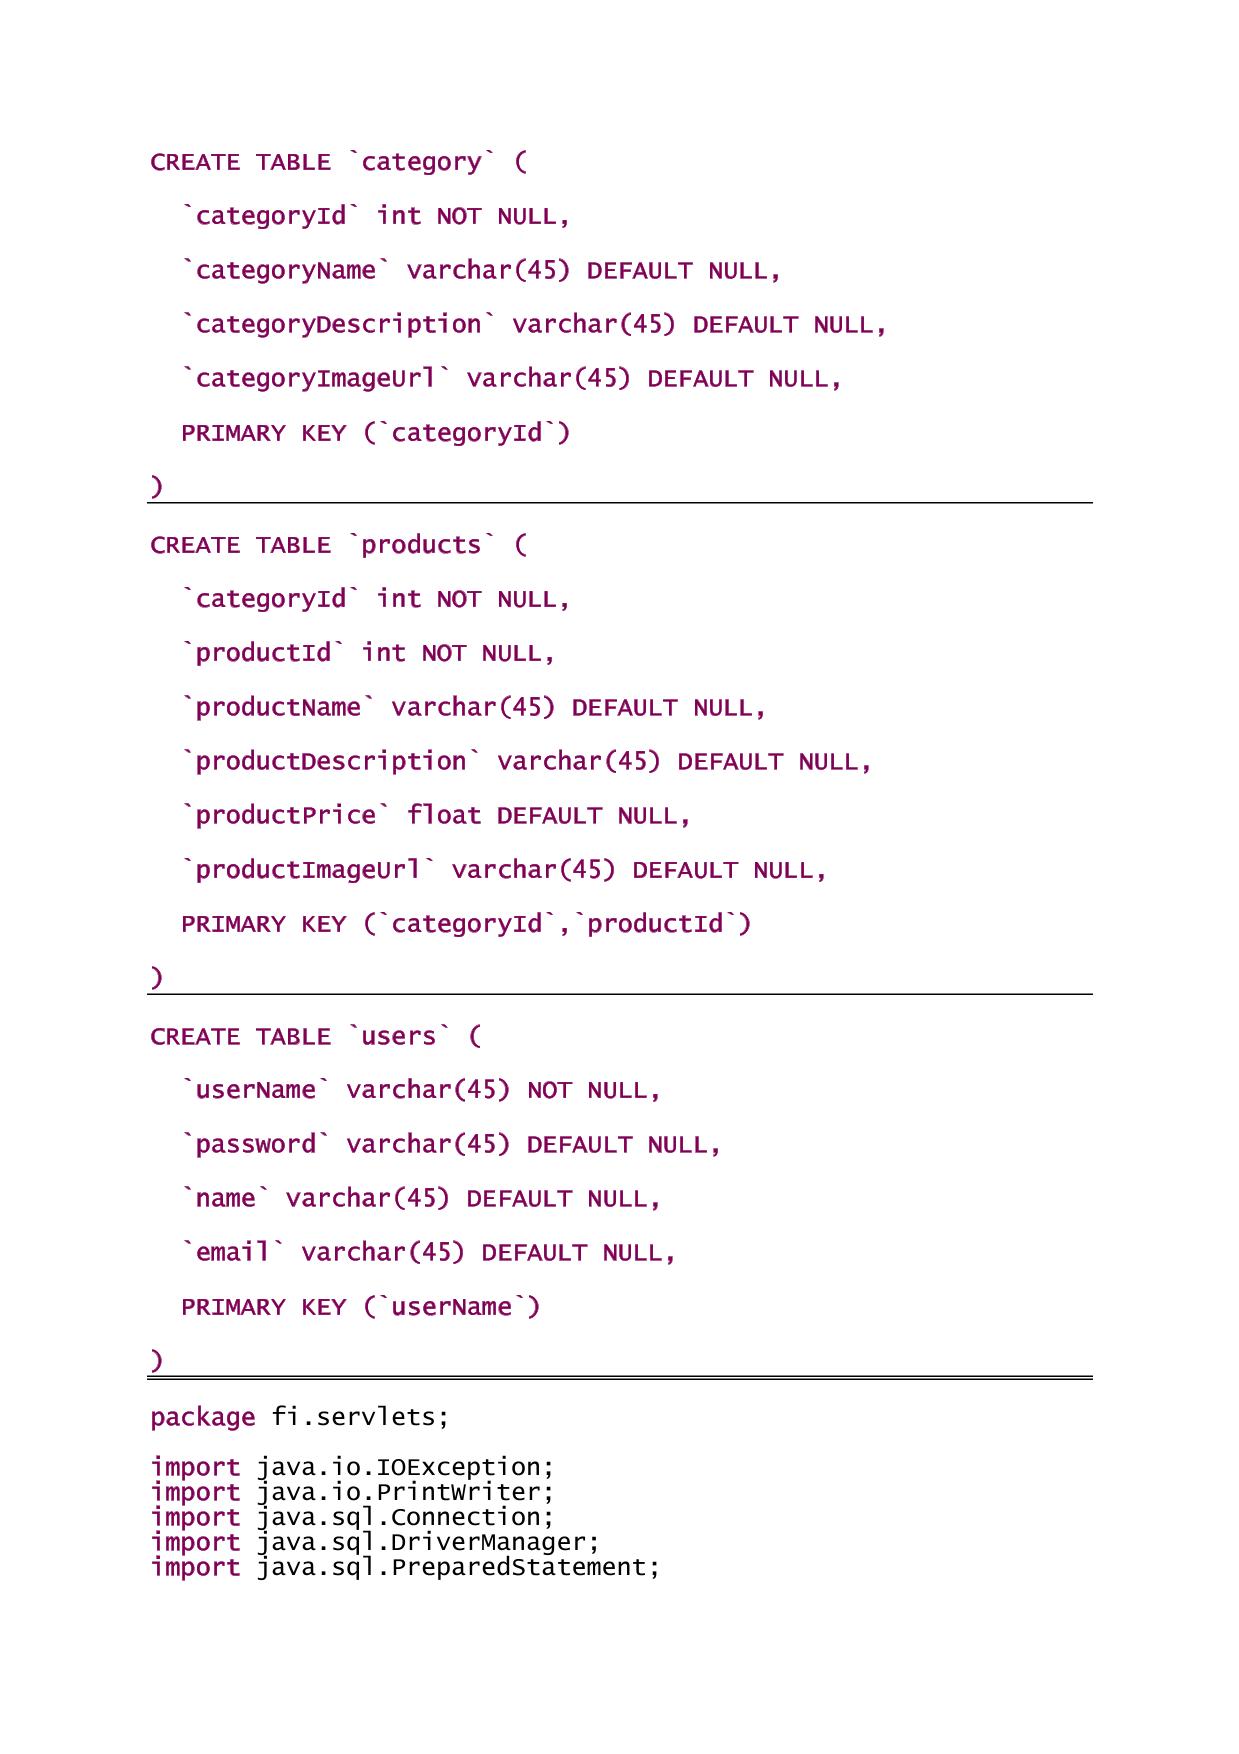 CREATE TABLE `category` (
  `categoryId` int NOT NULL,
  `categoryName` varchar(45) DEFAULT NULL,
  `categoryDescription` varchar(45) DEFAULT NULL,
  `categoryImageUrl` varchar(45) DEFAULT NULL,
  PRIMARY KEY (`categoryId`)
)
CREATE TABLE `products` (
  `categoryId` int NOT NULL,
  `productId` int NOT NULL,
  `productName` varchar(45) DEFAULT NULL,
  `productDescription` varchar(45) DEFAULT NULL,
  `productPrice` float DEFAULT NULL,
  `productImageUrl` varchar(45) DEFAULT NULL,
  PRIMARY KEY (`categoryId`,`productId`)
)
CREATE TABLE `users` (
  `userName` varchar(45) NOT NULL,
  `password` varchar(45) DEFAULT NULL,
  `name` varchar(45) DEFAULT NULL,
  `email` varchar(45) DEFAULT NULL,
  PRIMARY KEY (`userName`)
)
package fi.servlets;
import java.io.IOException;
import java.io.PrintWriter;
import java.sql.Connection;
import java.sql.DriverManager;
import java.sql.PreparedStatement;